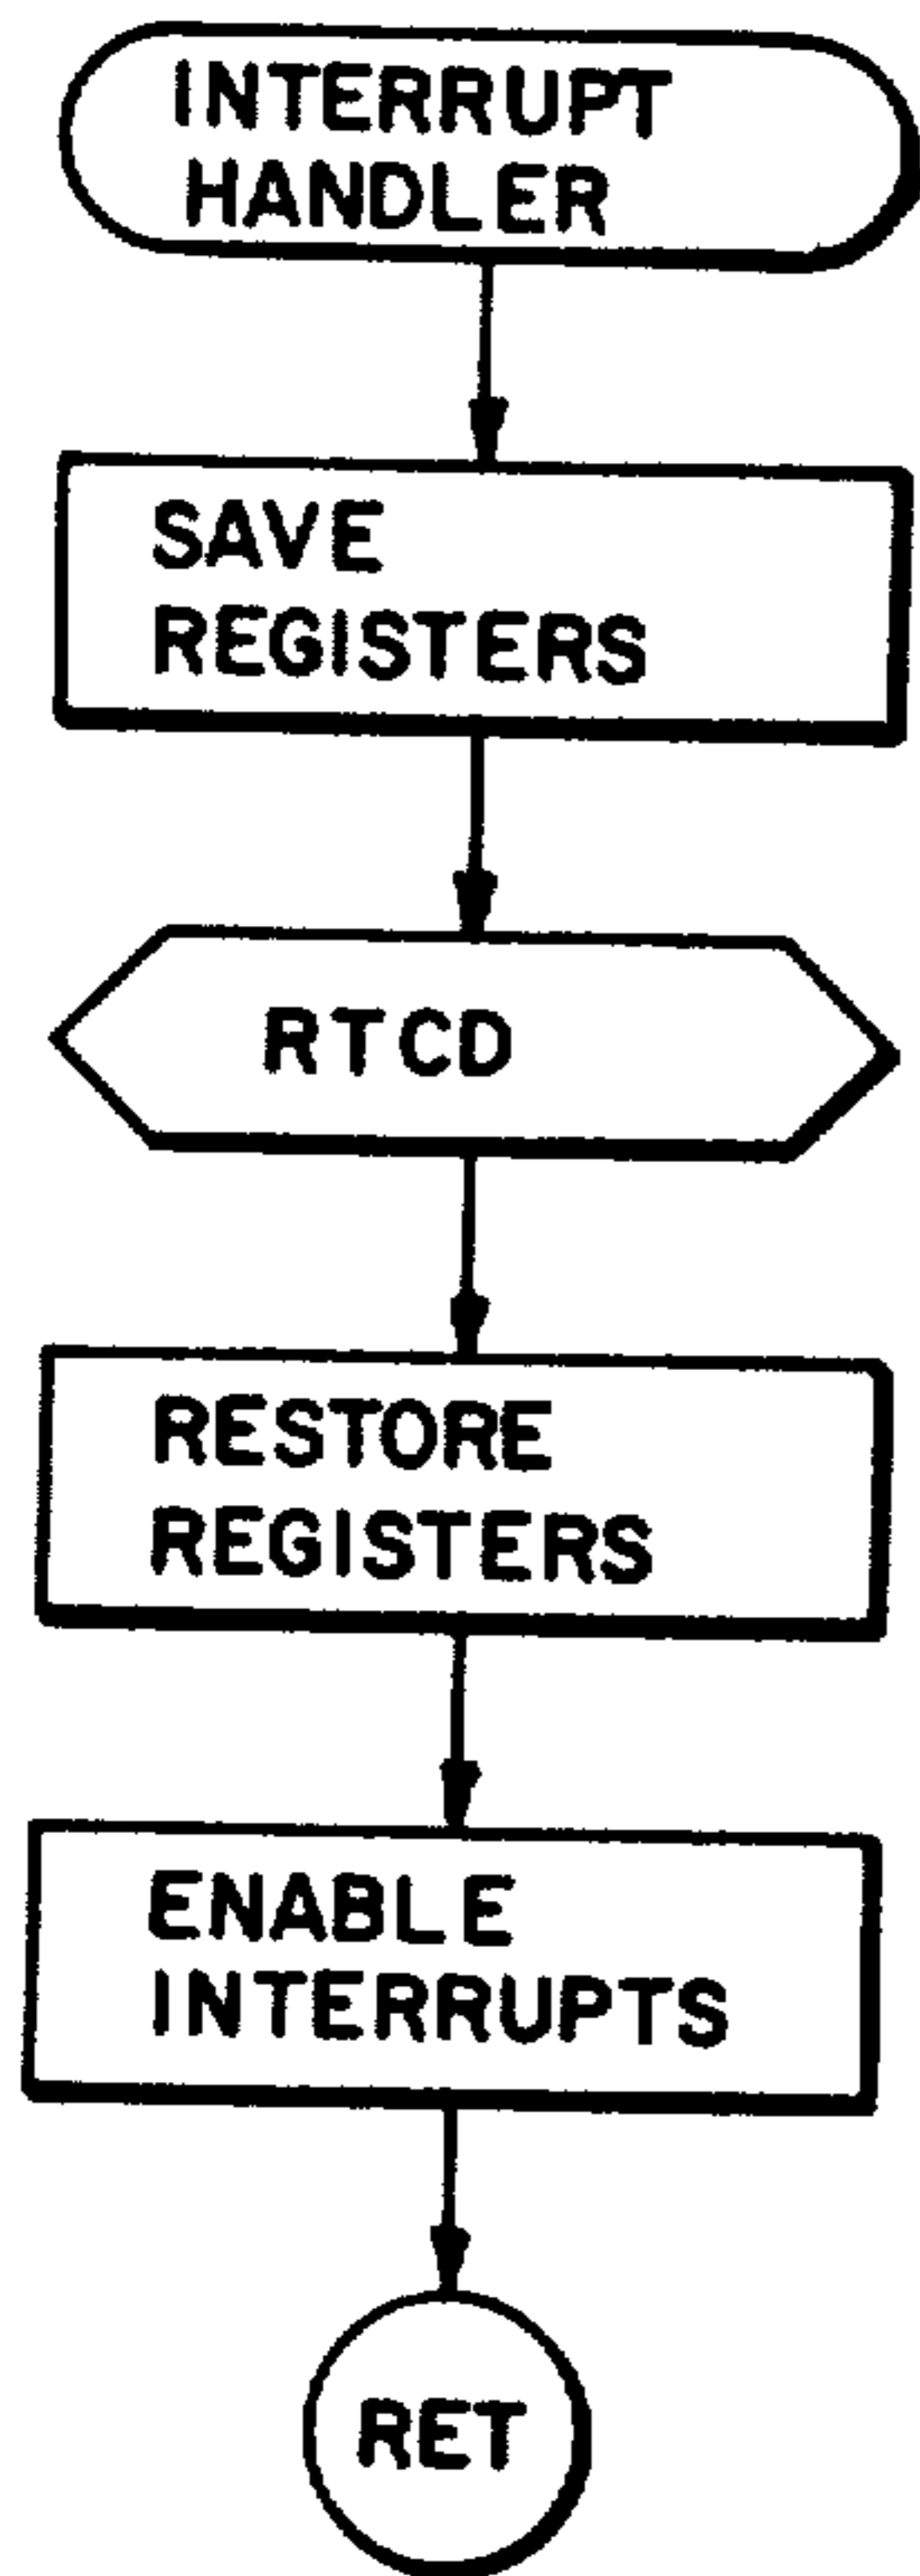 INTERRUPT
HANDLER
SAVE
REGISTERS
RTCD
RESTORE
REGISTERS
ENABLE
INTERRUPTS
RET